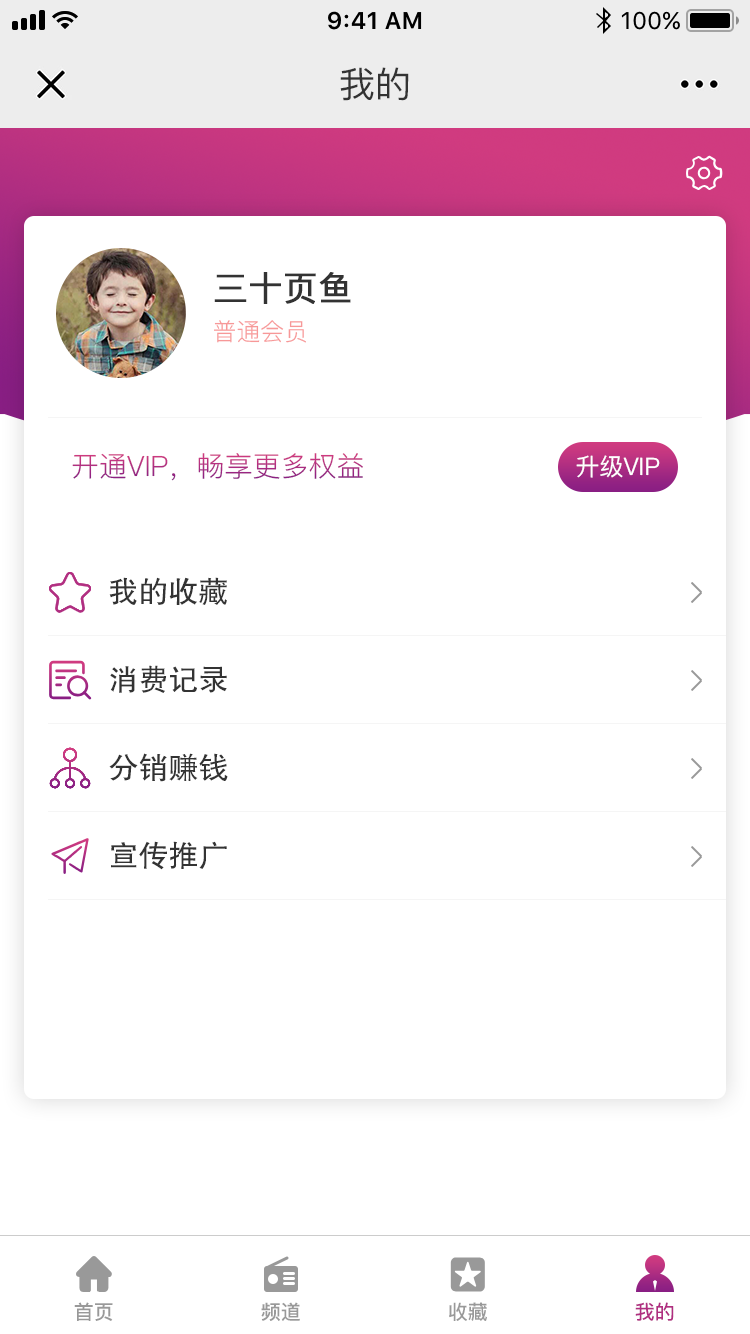 9:41 AM
100%
我的
三十页鱼
普通会员
开通VIP，畅享更多权益
升级VIP
我的收藏
消费记录
分销赚钱
宣传推广
首页
频道
收藏
我的